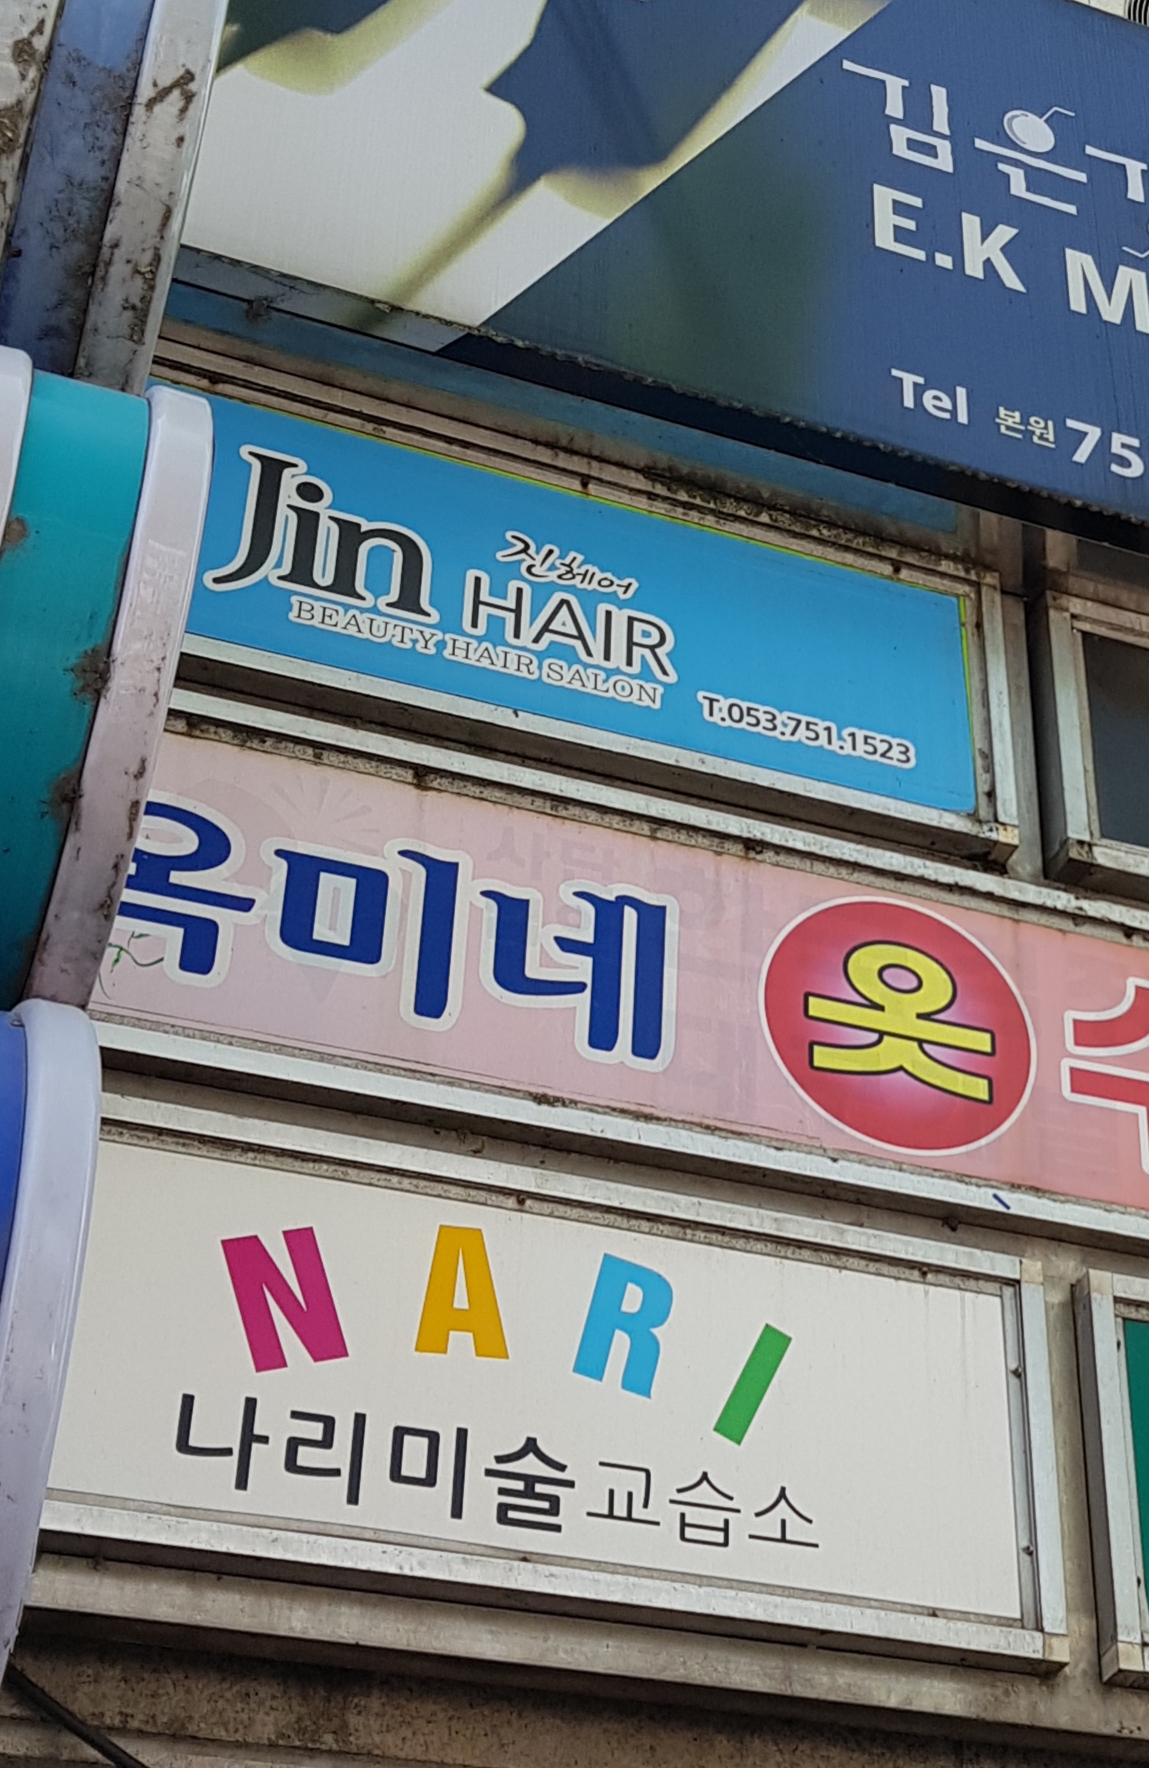 김은
E.K M
Tel 본원 75
Jin 진헤어 HAIR
BEAUTY HAIR SALON
T.053.751.1523
옥미네 옷 수
NARI
나리미술교습소